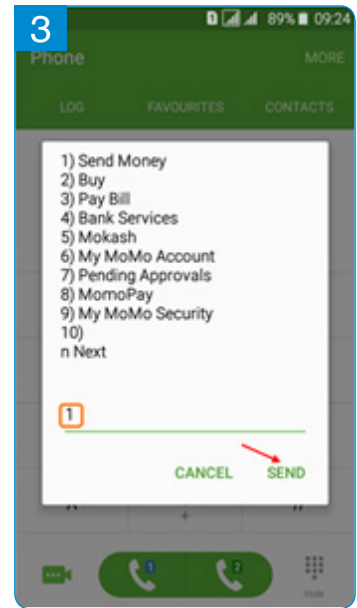 3
89% 09:24
Phone MORE
LOG FAVOURITES CONTACTS
1) Send Money
2) Buy
3) Pay Bill
4) Bank Services
5) Mokash
6) My MoMo Account
7) Pending Approvals
8) MomoPay
9) My MoMo Security
10)
n Next
1
CANCEL SEND
* + #
1 2
Hide